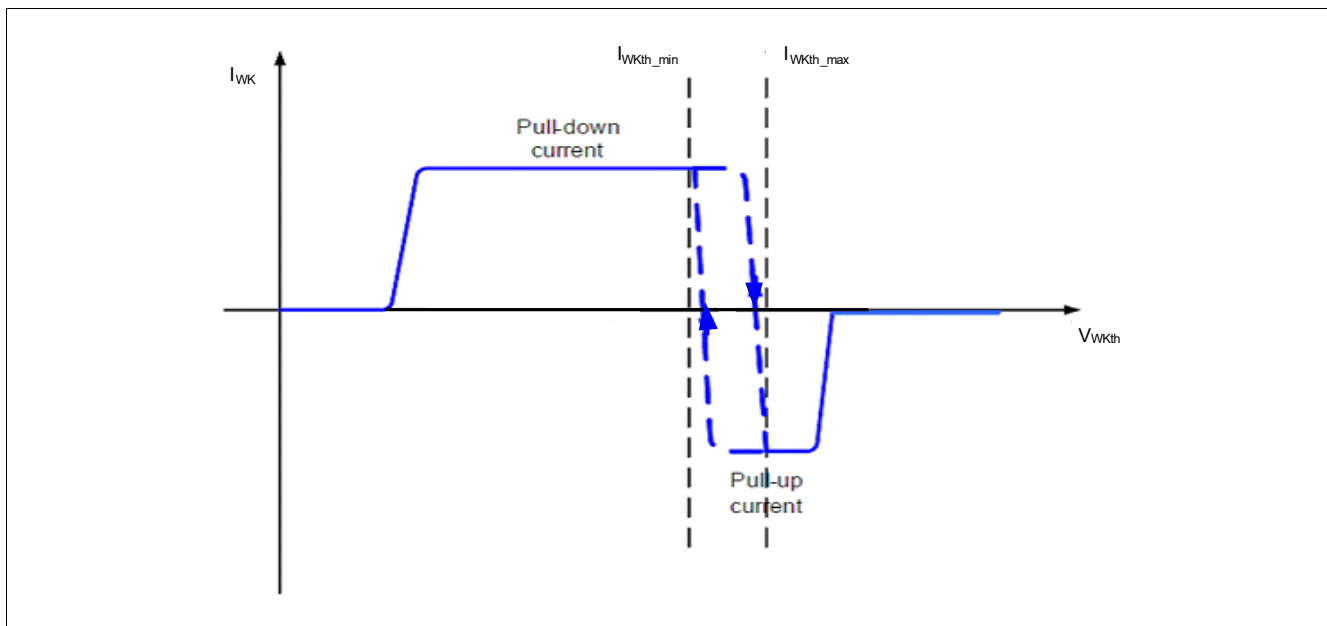 IWKth_min
IWKth_max
IWK
Pull-down
current
VWKth
Pull-up
current